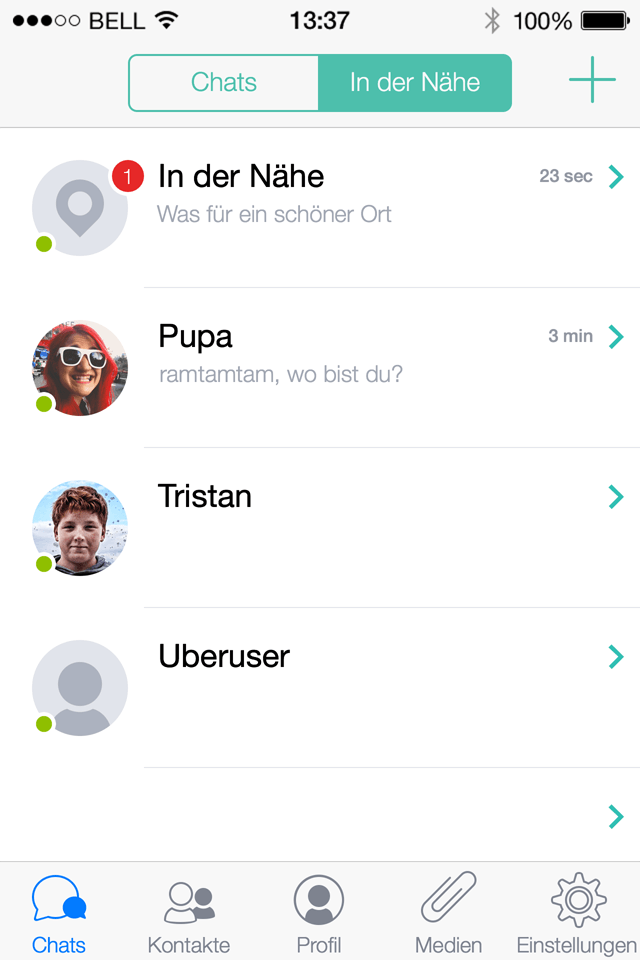 BELL 13:37 100%
Chats In der Nähe
1 In der Nähe 23 sec
Was für ein schöner Ort
Pupa 3 min
ramtamtam, wo bist du?
Tristan
Uberuser
Chats Kontakte Profil Medien Einstellungen